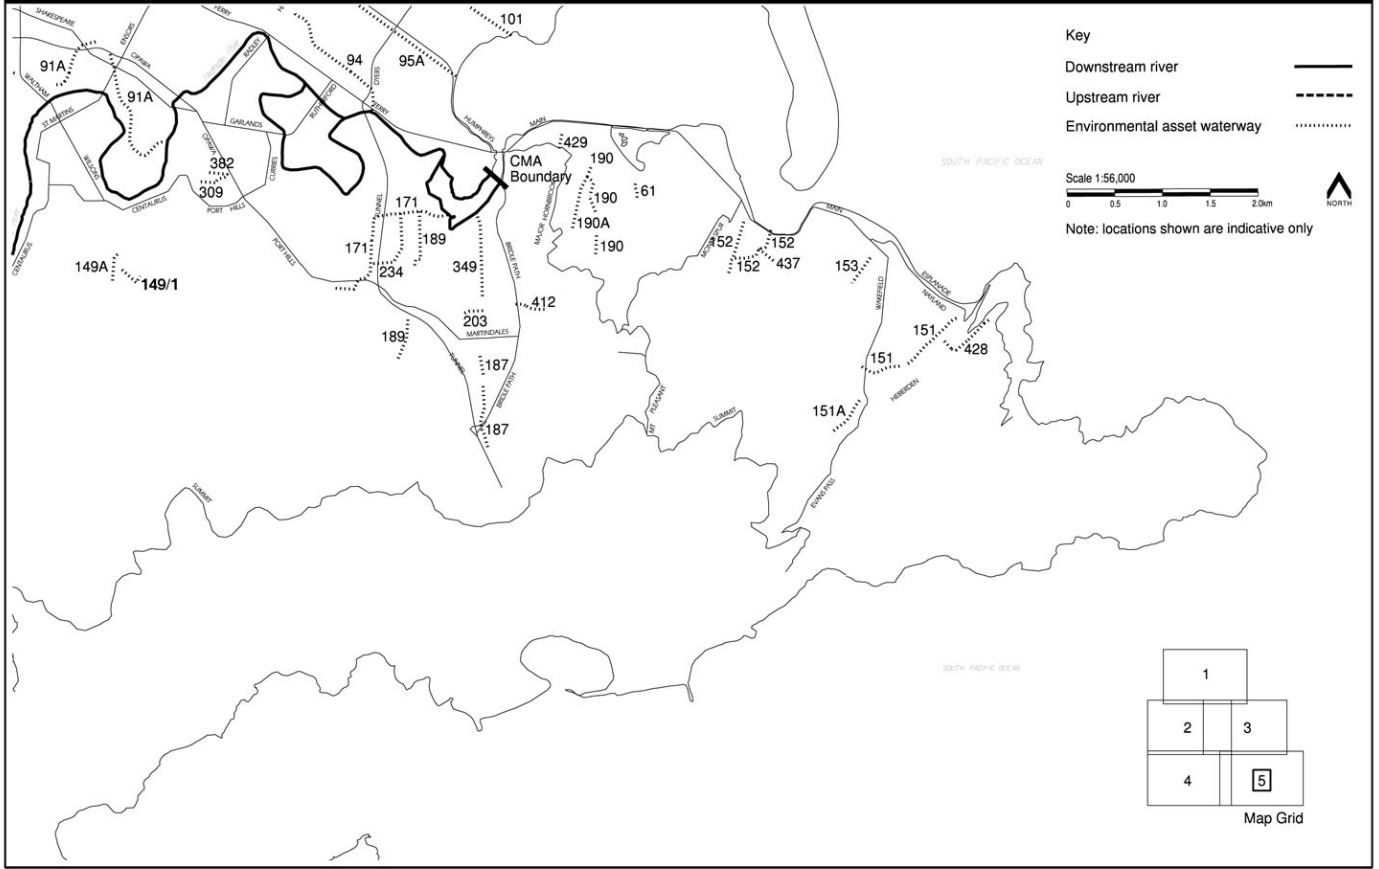 SHAKESPEARE
ENSORS
FERRY
101
91A
OPAWA
RADLEY
94
95A
DYERS
WALTHAM
91A
ST MARTINS
GARLANDS
RUTHERFORD
FERRY
HUMPHREYS
MAIN
OPAWA
WILSONS
382
309
CURRIES
CENTAURUS
PORT HILLS
CMA
Boundary
429
190
61
190
190A
190
MAJOR HORNBROOK
TUNNEL
171
171
189
234
349
BRIDLE PATH
PORT HILLS
CENTAURUS
149A
149/1
MONCKS SPUR
152
152
152
437
MAIN
153
WAKEFIELD
ESPLANADE
NAYLAND
412
203
MARTINDALES
189
TUNNEL
187
BRIDLE PATH
187
151
428
151
HEBERDEN
151A
MT PLEASANT
SUMMIT
EVANS PASS
SUMMIT
SOUTH PACIFIC OCEAN
SOUTH PACIFIC OCEAN
Key
Downstream river
Upstream river
Environmental asset waterway
Scale 1:56,000
0 0.5 1.0 1.5 2.0km
NORTH
Note: locations shown are indicative only
1
2 3
4 5
Map Grid